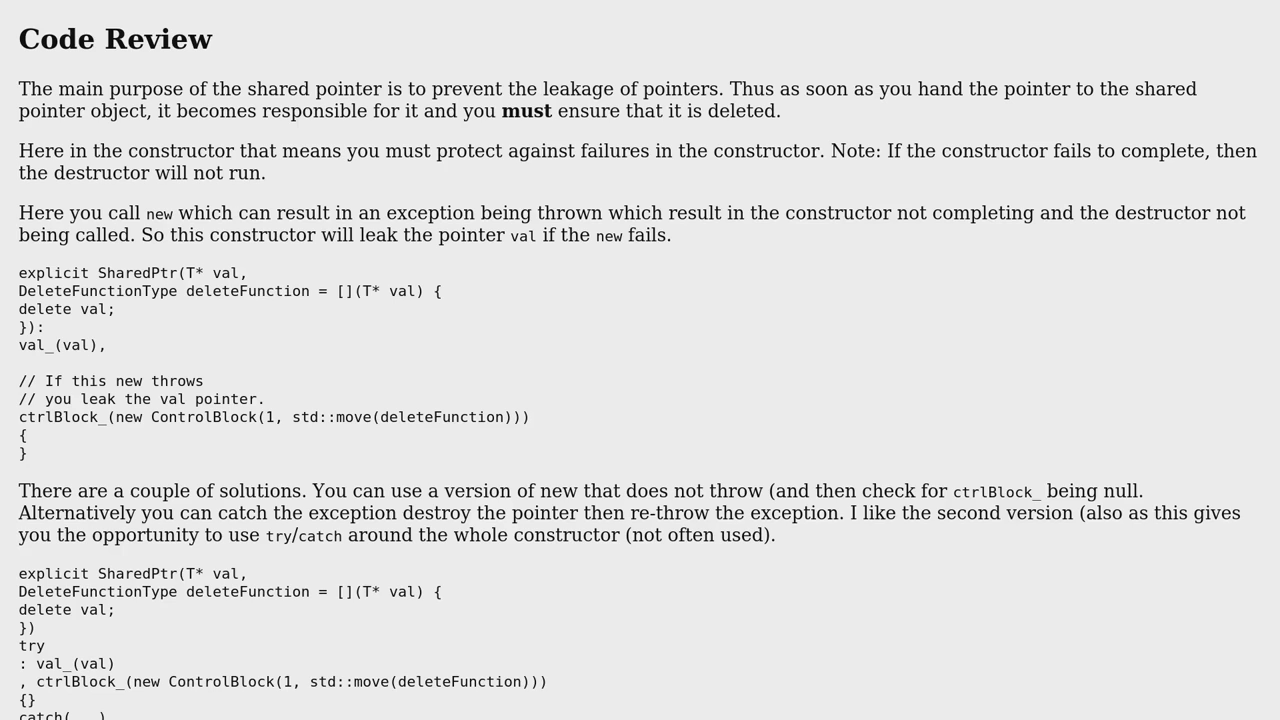 Code Review
The main purpose of the shared pointer is to prevent the leakage of pointers. Thus as soon as you hand the pointer to the shared
pointer object, it becomes responsible for it and you must ensure that it is deleted.
Here in the constructor that means you must protect against failures in the constructor. Note: If the constructor fails to complete, then
the destructor will not run.
Here you call new which can result in an exception being thrown which result in the constructor not completing and the destructor not
being called. So this constructor will leak the pointer val if the new fails.
explicit SharedPtr(T* val,
DeleteFunctionType deleteFunction = [](T* val) {
delete val;
}):
val_(val),
// If this new throws
// you leak the val pointer.
ctrlBlock_(new ControlBlock(1, std::move(deleteFunction)))
{
}
There are a couple of solutions. You can use a version of new that does not throw (and then check for ctrlBlock_ being null.
Alternatively you can catch the exception destroy the pointer then re-throw the exception. I like the second version (also as this gives
you the opportunity to use try/catch around the whole constructor (not often used).
explicit SharedPtr(T* val,
DeleteFunctionType deleteFunction = [](T* val) {
delete val;
})
try
: val_(val)
, ctrlBlock_(new ControlBlock(1, std::move(deleteFunction)))
{}
catch(...)